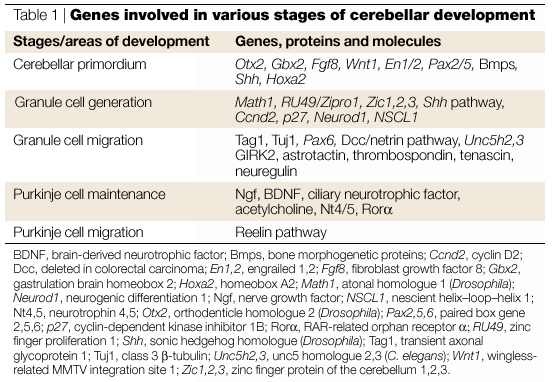 Table 1 | Genes involved in various stages of cerebellar development
Stages/areas of development Genes, proteins and molecules
Cerebellar primordium Otx2, Gbx2, Fgf8, Wnt1, En1/2, Pax2/5, Bmps,
Shh, Hoxa2
Granule cell generation Math1, RU49/Zipro1, Zic1,2,3, Shh pathway,
Ccnd2, p27, Neurod1, NSCL1
Granule cell migration Tag1, Tuj1, Pax6, Dcc/netrin pathway, Unc5h2,3
GIRK2, astrotactin, thrombospondin, tenascin,
neuregulin
Purkinje cell maintenance Ngf, BDNF, ciliary neurotrophic factor,
acetylcholine, Nt4/5, Rorα
Purkinje cell migration Reelin pathway
BDNF, brain-derived neurotrophic factor; Bmps, bone morphogenetic proteins; Ccnd2, cyclin D2;
Dcc, deleted in colorectal carcinoma; En1,2, engrailed 1,2; Fgf8, fibroblast growth factor 8; Gbx2,
gastrulation brain homeobox 2; Hoxa2, homeobox A2; Math1, atonal homologue 1 (Drosophila);
Neurod1, neurogenic differentiation 1; Ngf, nerve growth factor; NSCL1, nescient helix–loop–helix 1;
Nt4,5, neurotrophin 4,5; Otx2, orthodenticle homologue 2 (Drosophila); Pax2,5,6, paired box gene
2,5,6; p27, cyclin-dependent kinase inhibitor 1B; Rorα, RAR-related orphan receptor α; RU49, zinc
finger proliferation 1; Shh, sonic hedgehog homologue (Drosophila); Tag1, transient axonal
glycoprotein 1; Tuj1, class 3 β-tubulin; Unc5h2,3, unc5 homologue 2,3 (C. elegans); Wnt1, wingless-
related MMTV integration site 1; Zic1,2,3, zinc finger protein of the cerebellum 1,2,3.